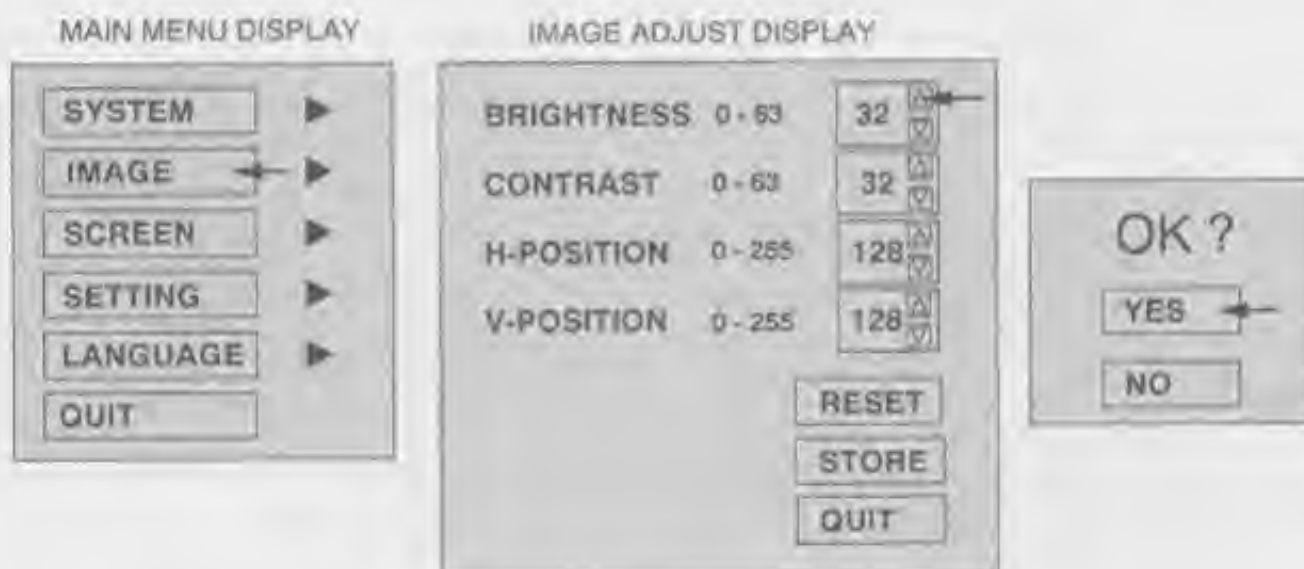 MAIN MENU DISPLAY
SYSTEM
IMAGE
SCREEN
SETTING
LANGUAGE
QUIT
IMAGE ADJUST DISPLAY
BRIGHTNESS 0 - 63 32
CONTRAST 0 - 63 32
H-POSITION 0 - 255 128
V-POSITION 0 - 255 128
RESET
STORE
QUIT
OK ?
YES
NO